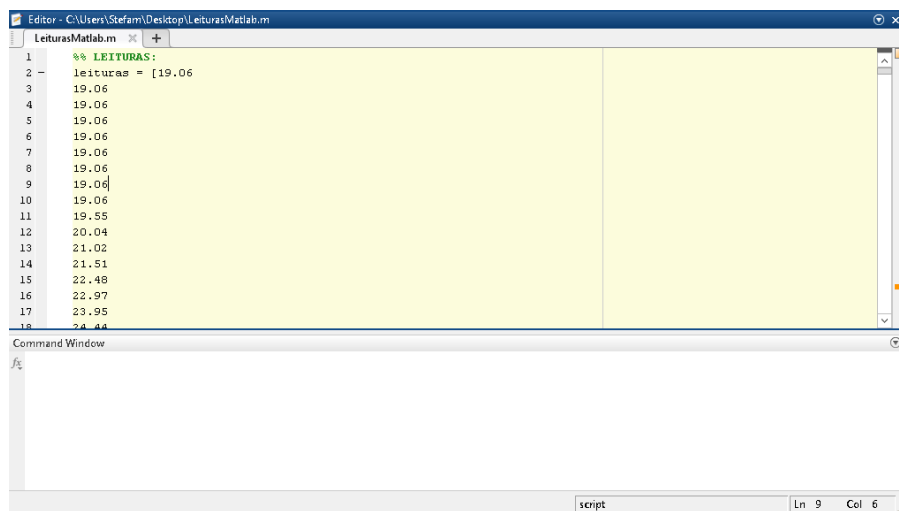 Editor - C:\Users\Stefam\Desktop\LeiturasMatlab.m
LeiturasMatlab.m × +
1 %% LEITURAS:
2 – leituras = [19.06
3 19.06
4 19.06
5 19.06
6 19.06
7 19.06
8 19.06
9 19.06
10 19.06
11 19.55
12 20.04
13 21.02
14 21.51
15 22.48
16 22.97
17 23.95
18 24.44
Command Window
fx
script Ln 9 Col 6